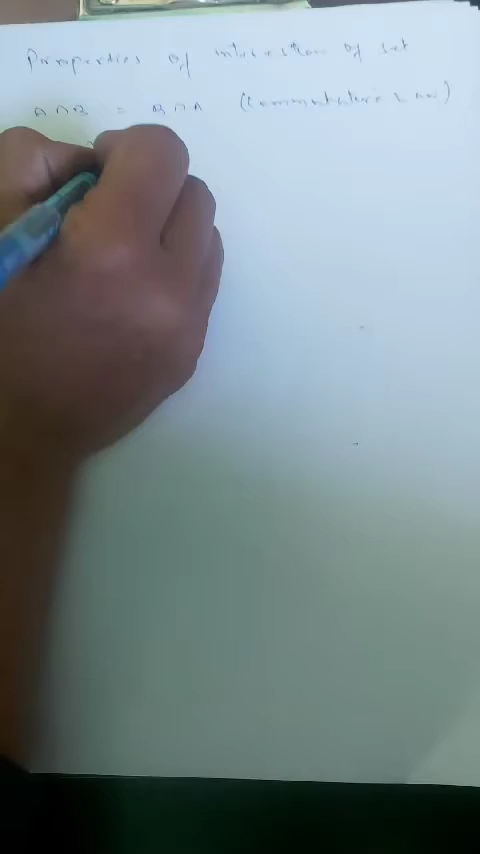 Properties of intersection of set
A ∩ B = B ∩ A (Commutative Law)